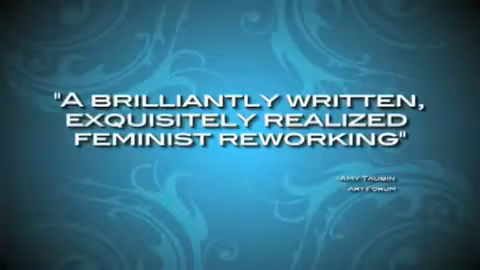 "A BRILLIANTLY WRITTEN,
EXQUISITELY REALIZED
FEMINIST REWORKING"
AMY TAUBIN
ARTFORUM